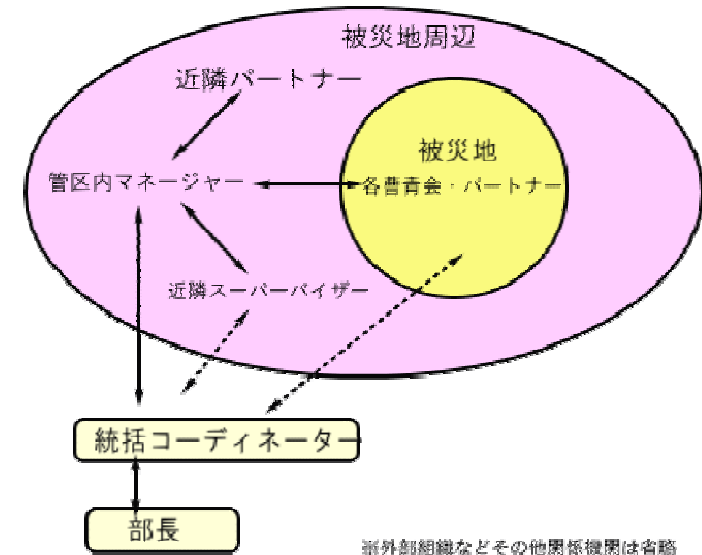 被災地周辺
近隣パートナー
被災地
管区内マネージャー
各曹青会・パートナー
近隣スーパーバイザー
統括コーディネーター
部長
※外部組織などその他関係機関は省略